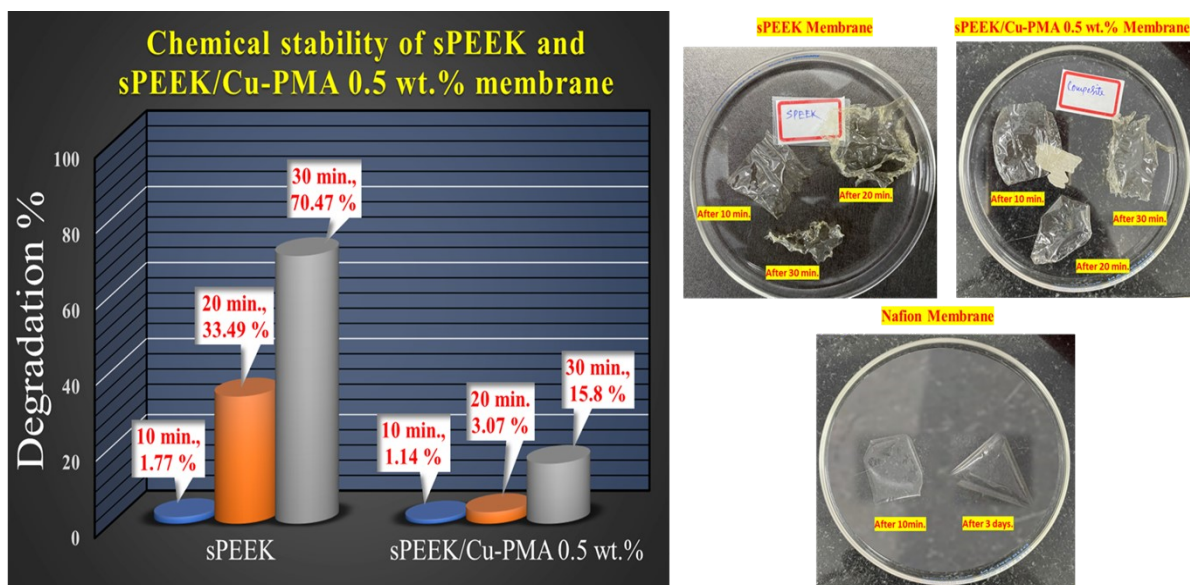 Chemical stability of sPEEK and
sPEEK/Cu-PMA 0.5 wt.% membrane
Degradation %
100
80
60
40
20
0
10 min.,
1.77 %
20 min.,
33.49 %
30 min.,
70.47 %
10 min.,
1.14 %
20 min.
3.07 %
30 min.,
15.8 %
sPEEK
sPEEK/Cu-PMA 0.5 wt.%
sPEEK Membrane
SPEEK
After 10 min.
After 20 min.
After 30 min.
sPEEK/Cu-PMA 0.5 wt.% Membrane
Composite
After 10 min.
After 30 min.
After 20 min.
Nafion Membrane
After 10min.
After 3 days.